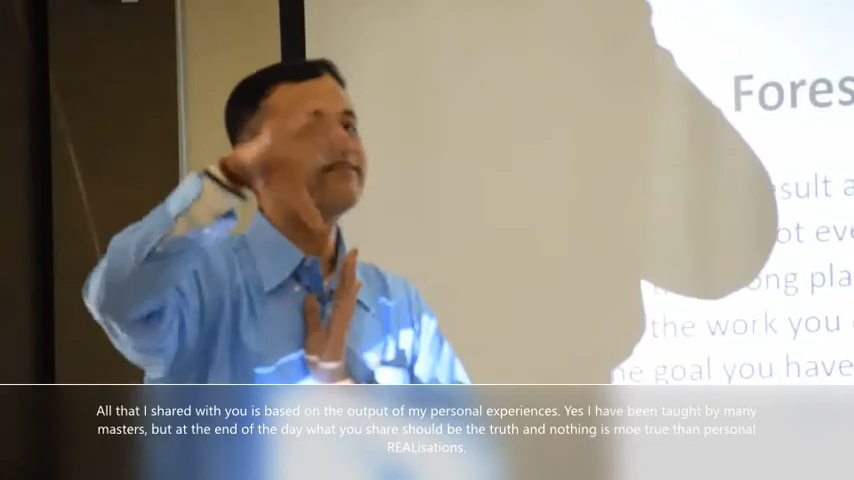 Fores
sult a
ot eve
ong pla
the work you
e goal you have
All that I shared with you is based on the output of my personal experiences. Yes I have been taught by many
masters, but at the end of the day what you share should be the truth and nothing is moe true than personal
REALisations.